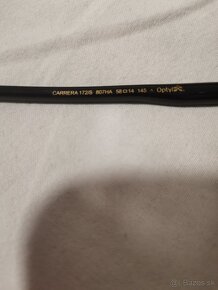 CARRERA 172/S 807HA 58□14 145 - Optyl
Bazos.sk